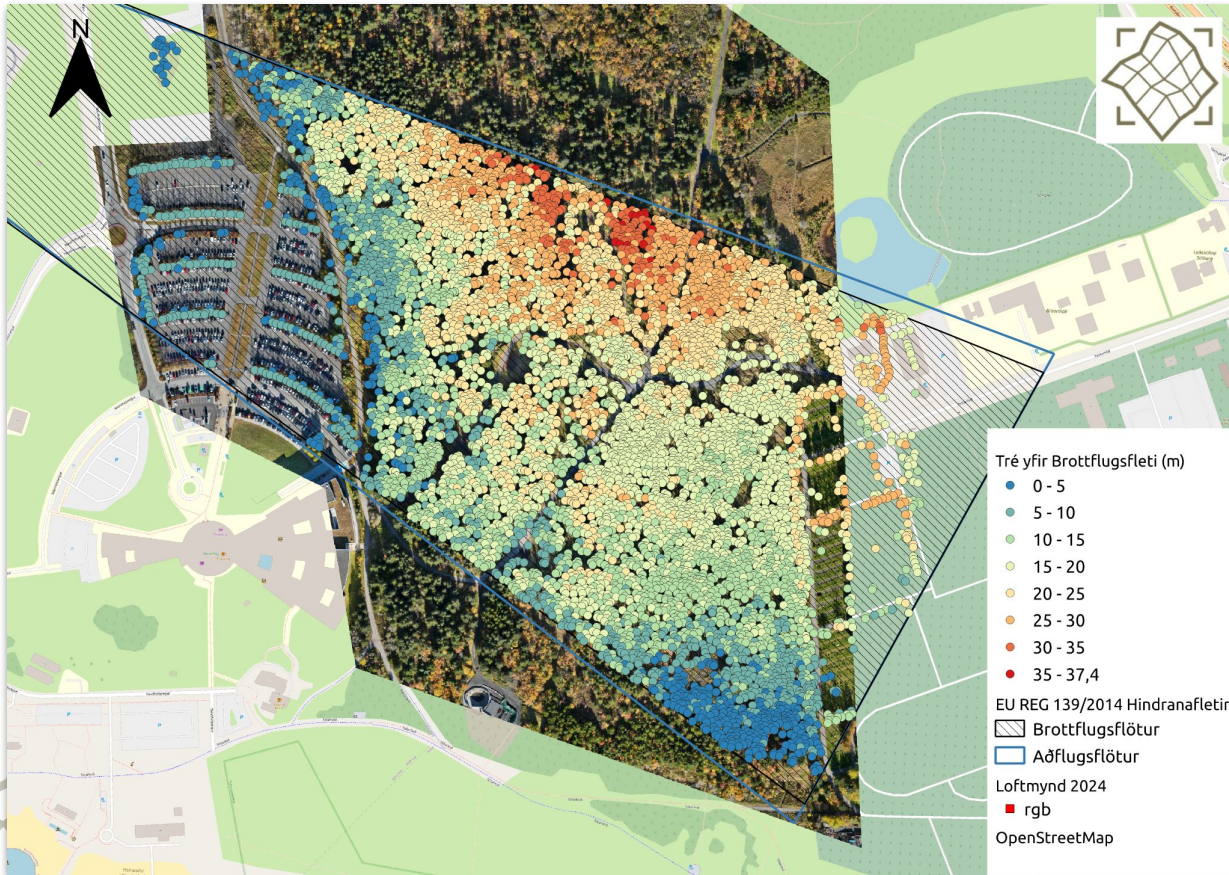 N
Tré yfir Brottflugsfleti (m)
0 - 5
5 - 10
10 - 15
15 - 20
20 - 25
25 - 30
30 - 35
35 - 37,4
EU REG 139/2014 Hindranafletir
Brottflugsflötur
Aðflugsflötur
Loftmynd 2024
rgb
OpenStreetMap